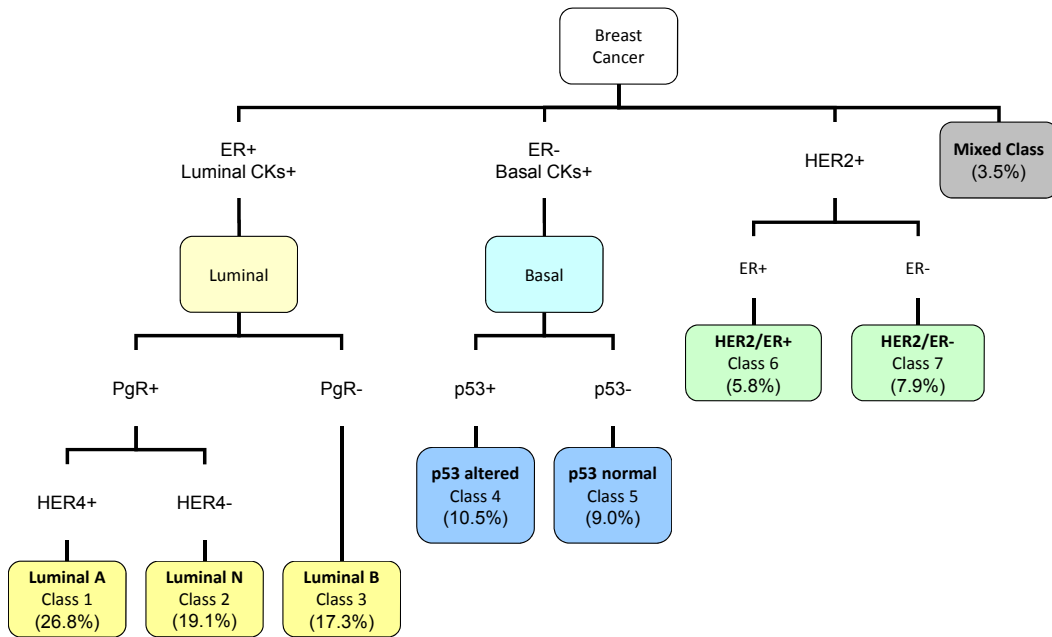 Breast
Cancer
ER+
Luminal CKs+
ER-
Basal CKs+
HER2+
Mixed Class
(3.5%)
Luminal
Basal
ER+
ER-
HER2/ER+
Class 6
(5.8%)
HER2/ER-
Class 7
(7.9%)
PgR+
PgR-
p53+
p53-
p53 altered
Class 4
(10.5%)
p53 normal
Class 5
(9.0%)
HER4+
HER4-
Luminal A
Class 1
(26.8%)
Luminal N
Class 2
(19.1%)
Luminal B
Class 3
(17.3%)